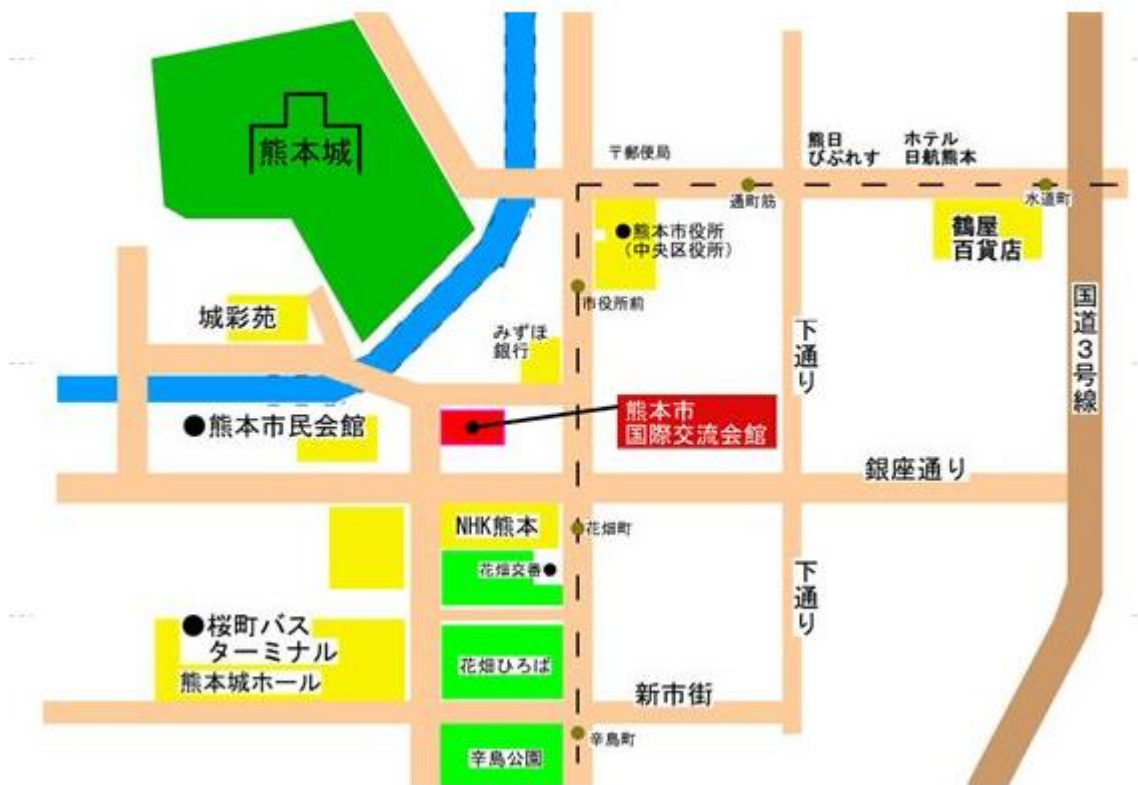 熊本城
〒郵便局
熊日
びぷれす
ホテル
日航熊本
通町筋
水道町
●熊本市役所
(中央区役所)
鶴屋
百貨店
市役所前
城彩苑
みずほ
銀行
下通り
国道3号線
●熊本市民会館
熊本市
国際交流会館
銀座通り
NHK熊本
花畑町
花畑交番●
下通り
●桜町バス
ターミナル
熊本城ホール
花畑ひろば
新市街
辛島町
辛島公園